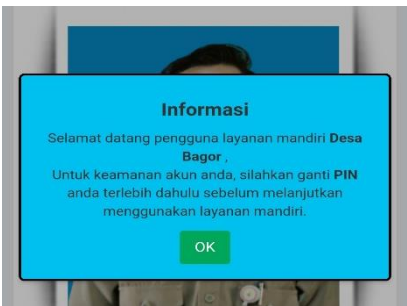 Informasi
Selamat datang pengguna layanan mandiri Desa
Bagor ,
Untuk keamanan akun anda, silahkan ganti PIN
anda terlebih dahulu sebelum melanjutkan
menggunakan layanan mandiri.
OK